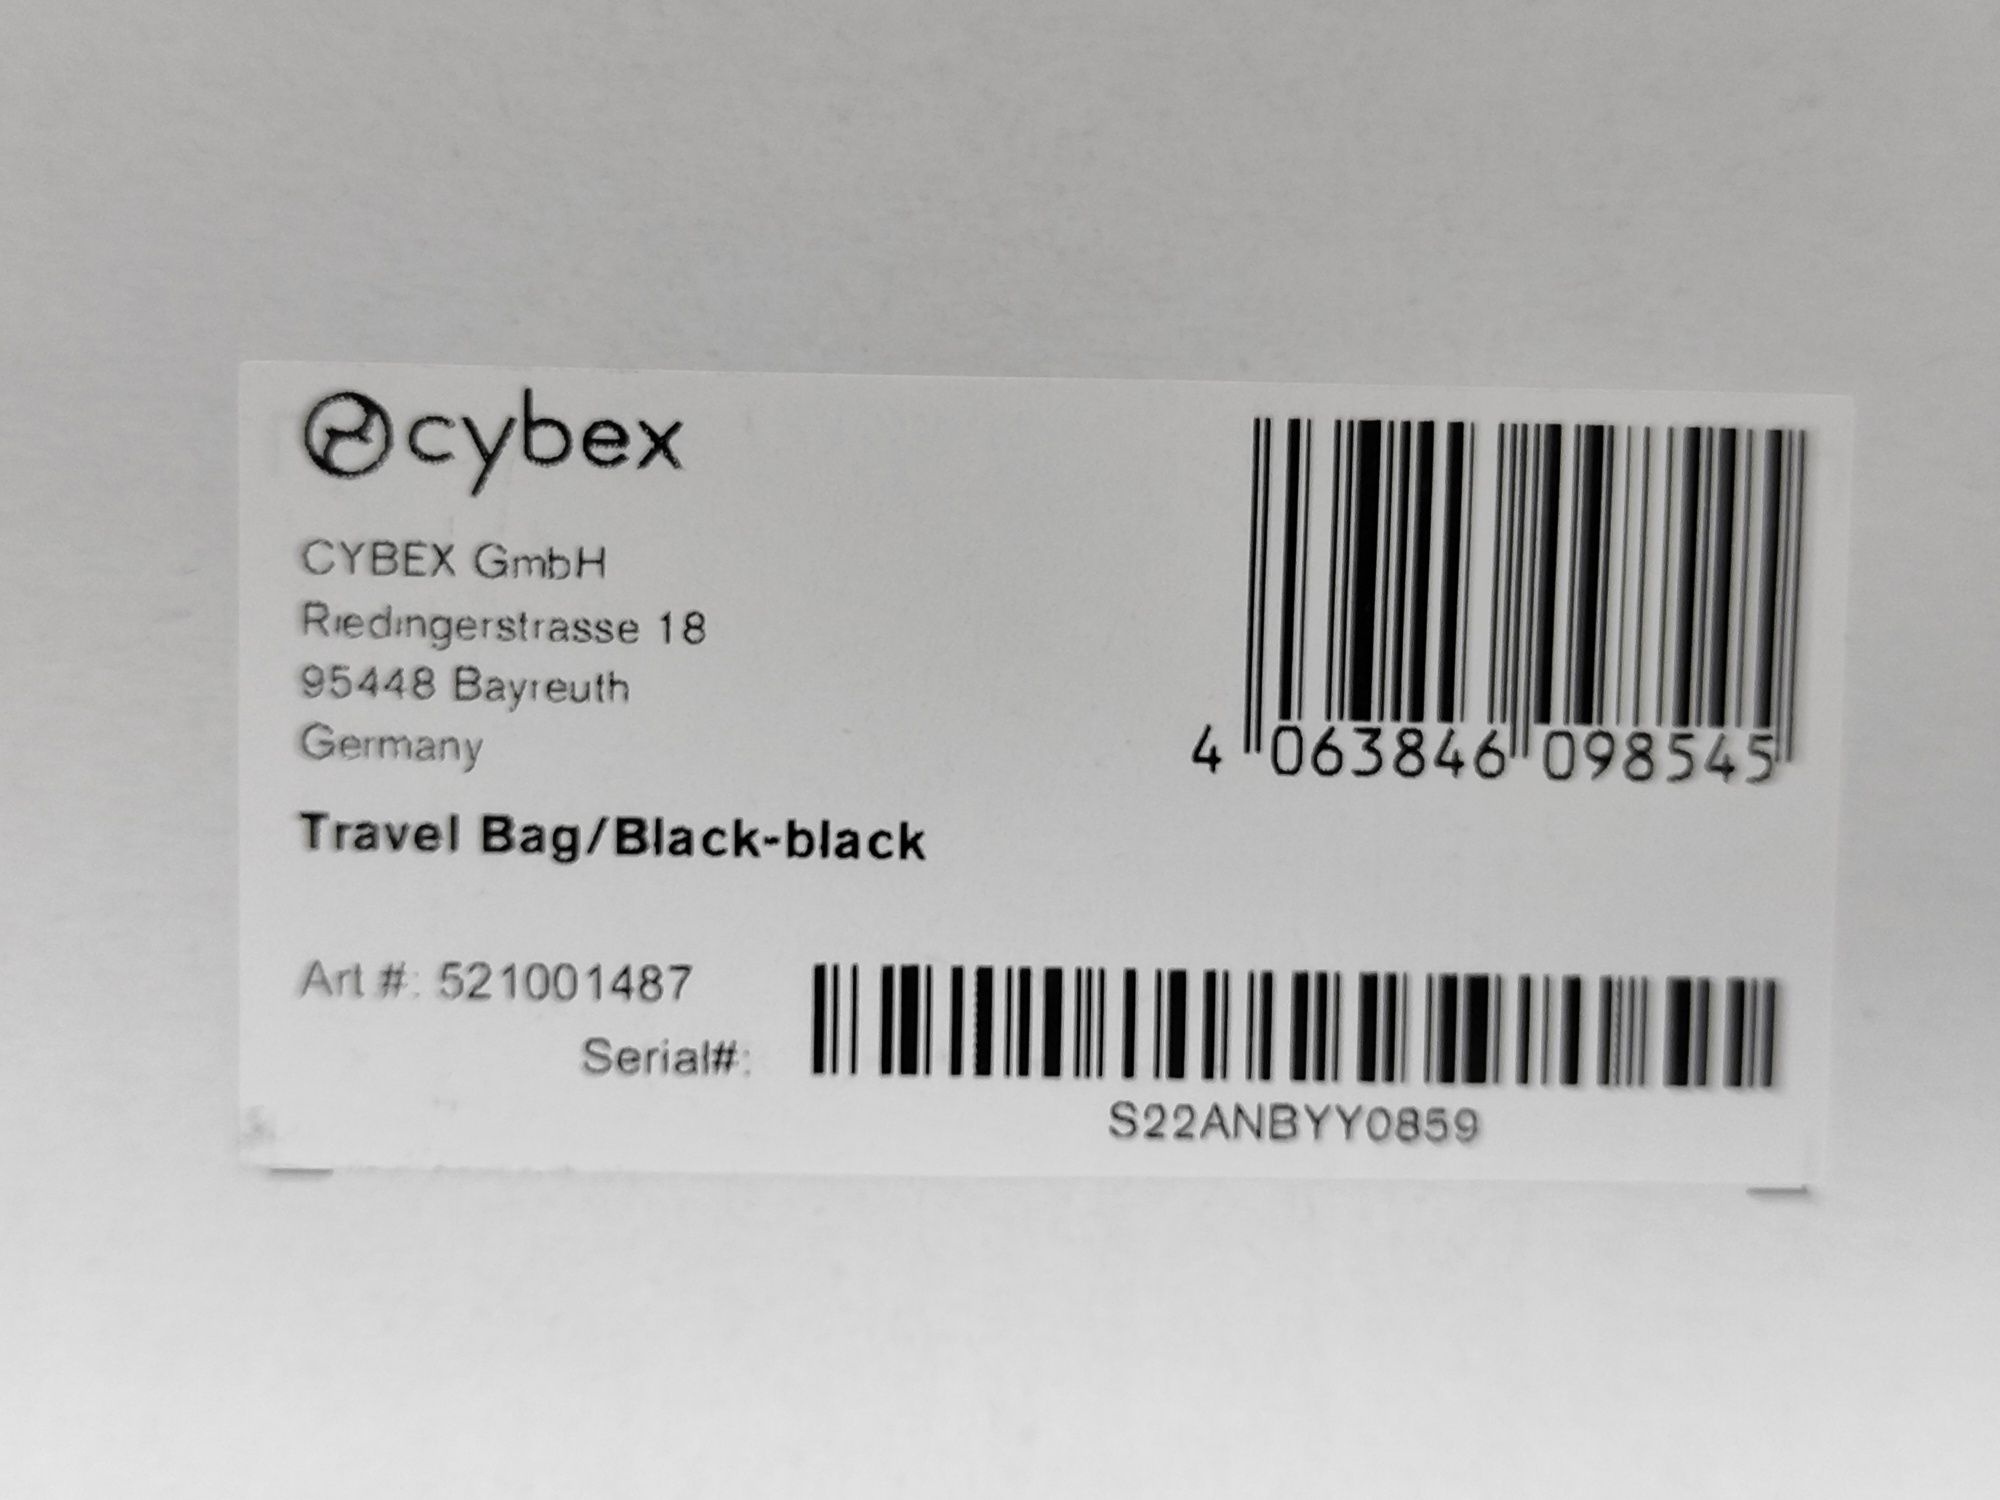 cybex
CYBEX GmbH
Riedingerstrasse 18
95448 Bayreuth
Germany
4 063846 098545
Travel Bag/Black-black
Art #: 521001487
Serial#:
S22ANBYY0859